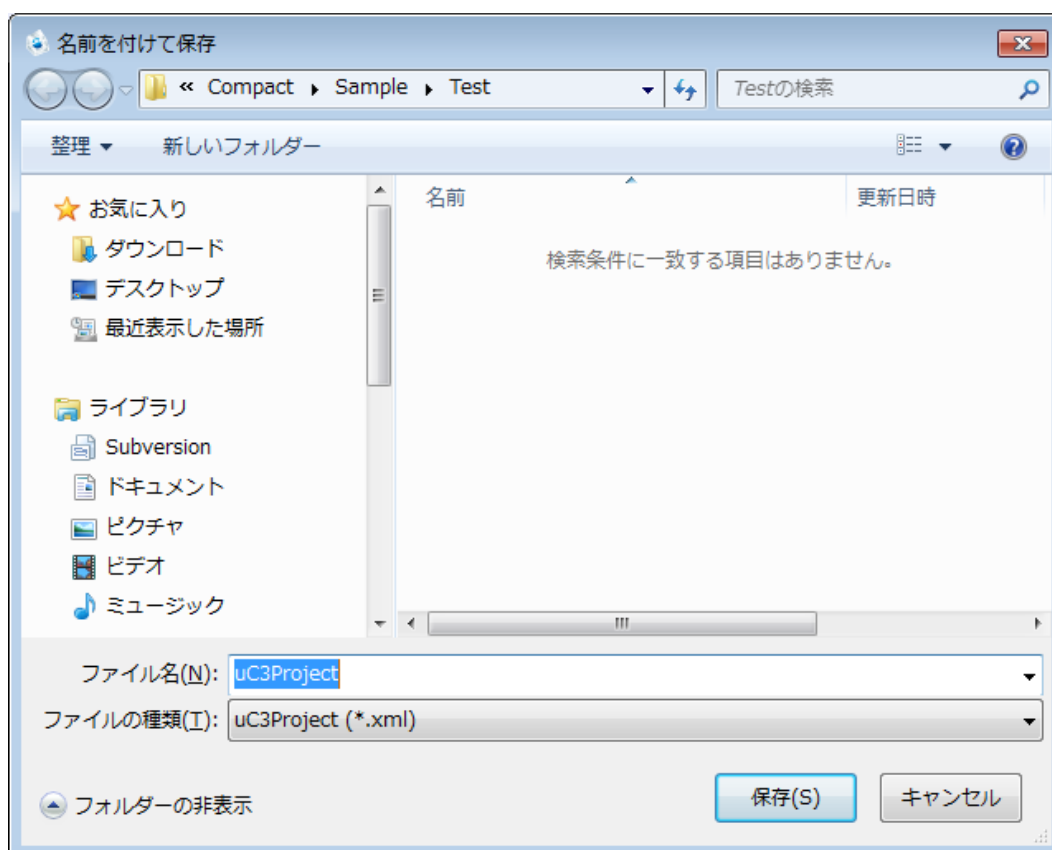 名前を付けて保存
« Compact ▸ Sample ▸ Test
Testの検索
整理 ▼ 新しいフォルダー
お気に入り
ダウンロード
デスクトップ
最近表示した場所
ライブラリ
Subversion
ドキュメント
ピクチャ
ビデオ
ミュージック
名前 更新日時
検索条件に一致する項目はありません。
ファイル名(N): uC3Project
ファイルの種類(T): uC3Project (*.xml)
フォルダーの非表示
保存(S) キャンセル